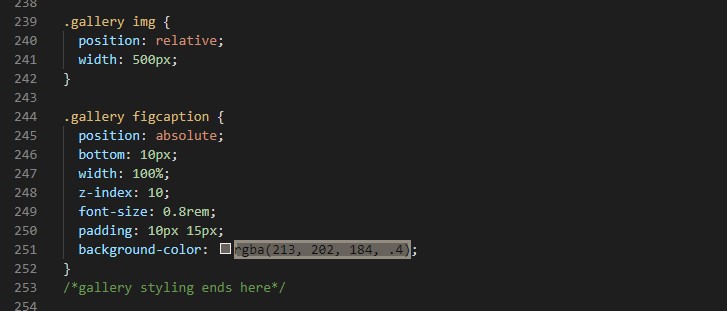 238
239 .gallery img {
240 position: relative;
241 width: 500px;
242 }
243
244 .gallery figcaption {
245 position: absolute;
246 bottom: 10px;
247 width: 100%;
248 z-index: 10;
249 font-size: 0.8rem;
250 padding: 10px 15px;
251 background-color: rgba(213, 202, 184, .4);
252 }
253 /*gallery styling ends here*/
254